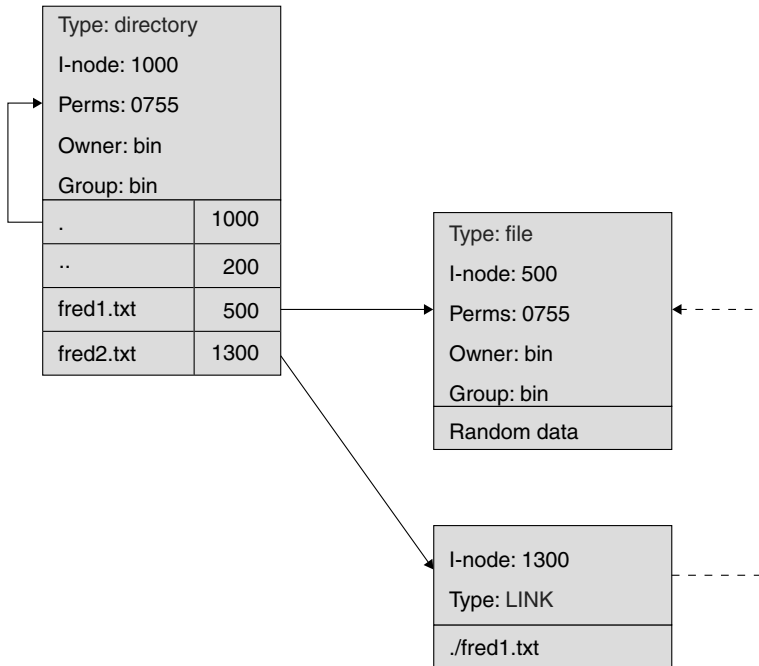 Type: directory
I-node: 1000
Perms: 0755
Owner: bin
Group: bin
. 1000
.. 200
fred1.txt 500
fred2.txt 1300
Type: file
I-node: 500
Perms: 0755
Owner: bin
Group: bin
Random data
I-node: 1300
Type: LINK
./fred1.txt